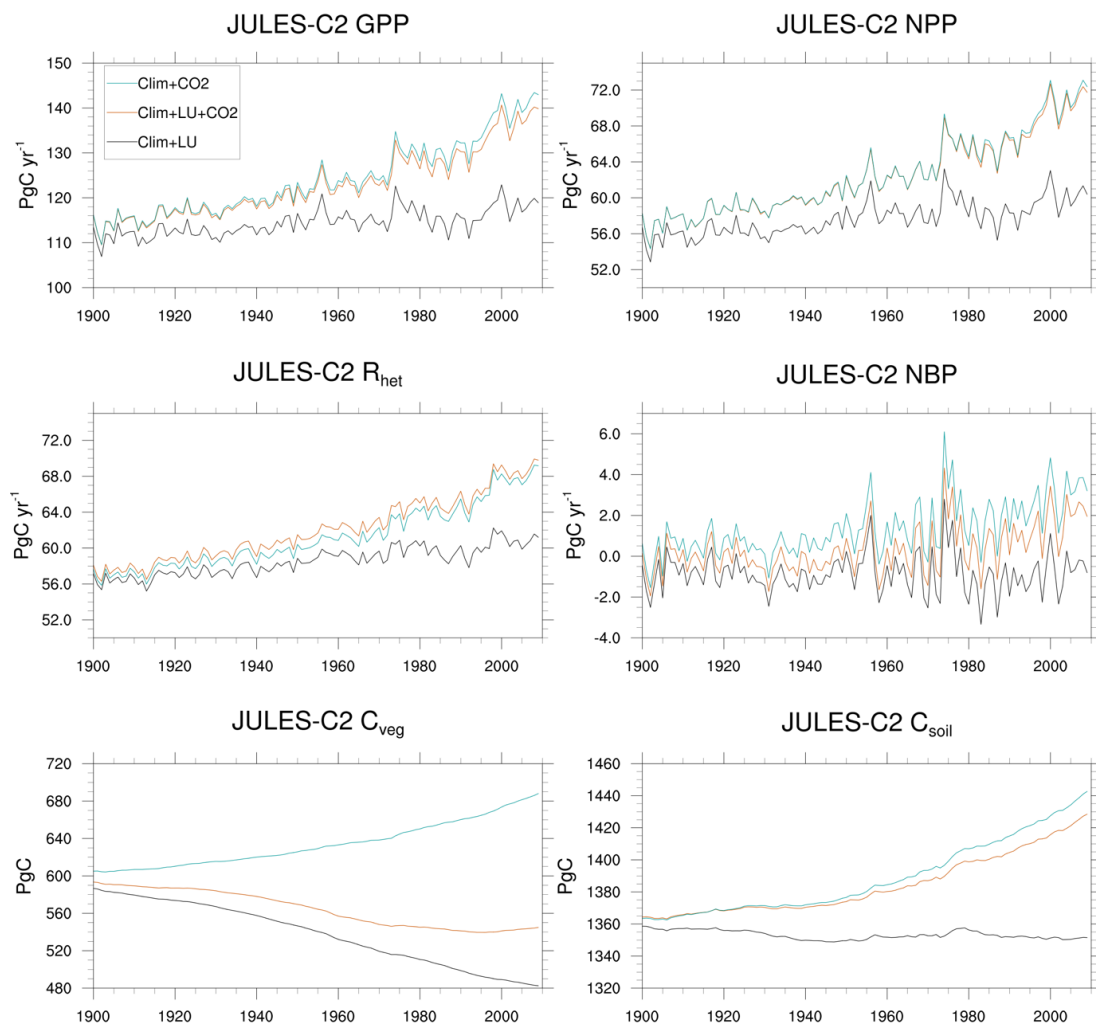 JULES-C2 GPP
PgC yr-1
150
140
130
120
110
100
Clim+CO2
Clim+LU+CO2
Clim+LU
1900 1920 1940 1960 1980 2000
JULES-C2 NPP
PgC yr-1
72.0
68.0
64.0
60.0
56.0
52.0
1900 1920 1940 1960 1980 2000
JULES-C2 Rhet
PgC yr-1
72.0
68.0
64.0
60.0
56.0
52.0
1900 1920 1940 1960 1980 2000
JULES-C2 NBP
PgC yr-1
6.0
4.0
2.0
0.0
-2.0
-4.0
1900 1920 1940 1960 1980 2000
JULES-C2 Cveg
PgC
720
680
640
600
560
520
480
1900 1920 1940 1960 1980 2000
JULES-C2 Csoil
PgC
1460
1440
1420
1400
1380
1360
1340
1320
1900 1920 1940 1960 1980 2000